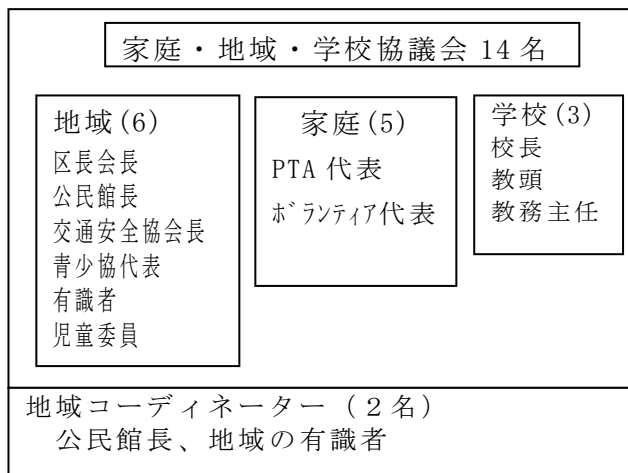 家庭・地域・学校協議会 14 名
地域(6)
区長会長
公民館長
交通安全協会長
青少協代表
有識者
児童委員
家庭(5)
PTA 代表
ﾎﾞﾗﾝﾃｨｱ代表
学校(3)
校長
教頭
教務主任
地域コーディネーター（２名）
公民館長、地域の有識者